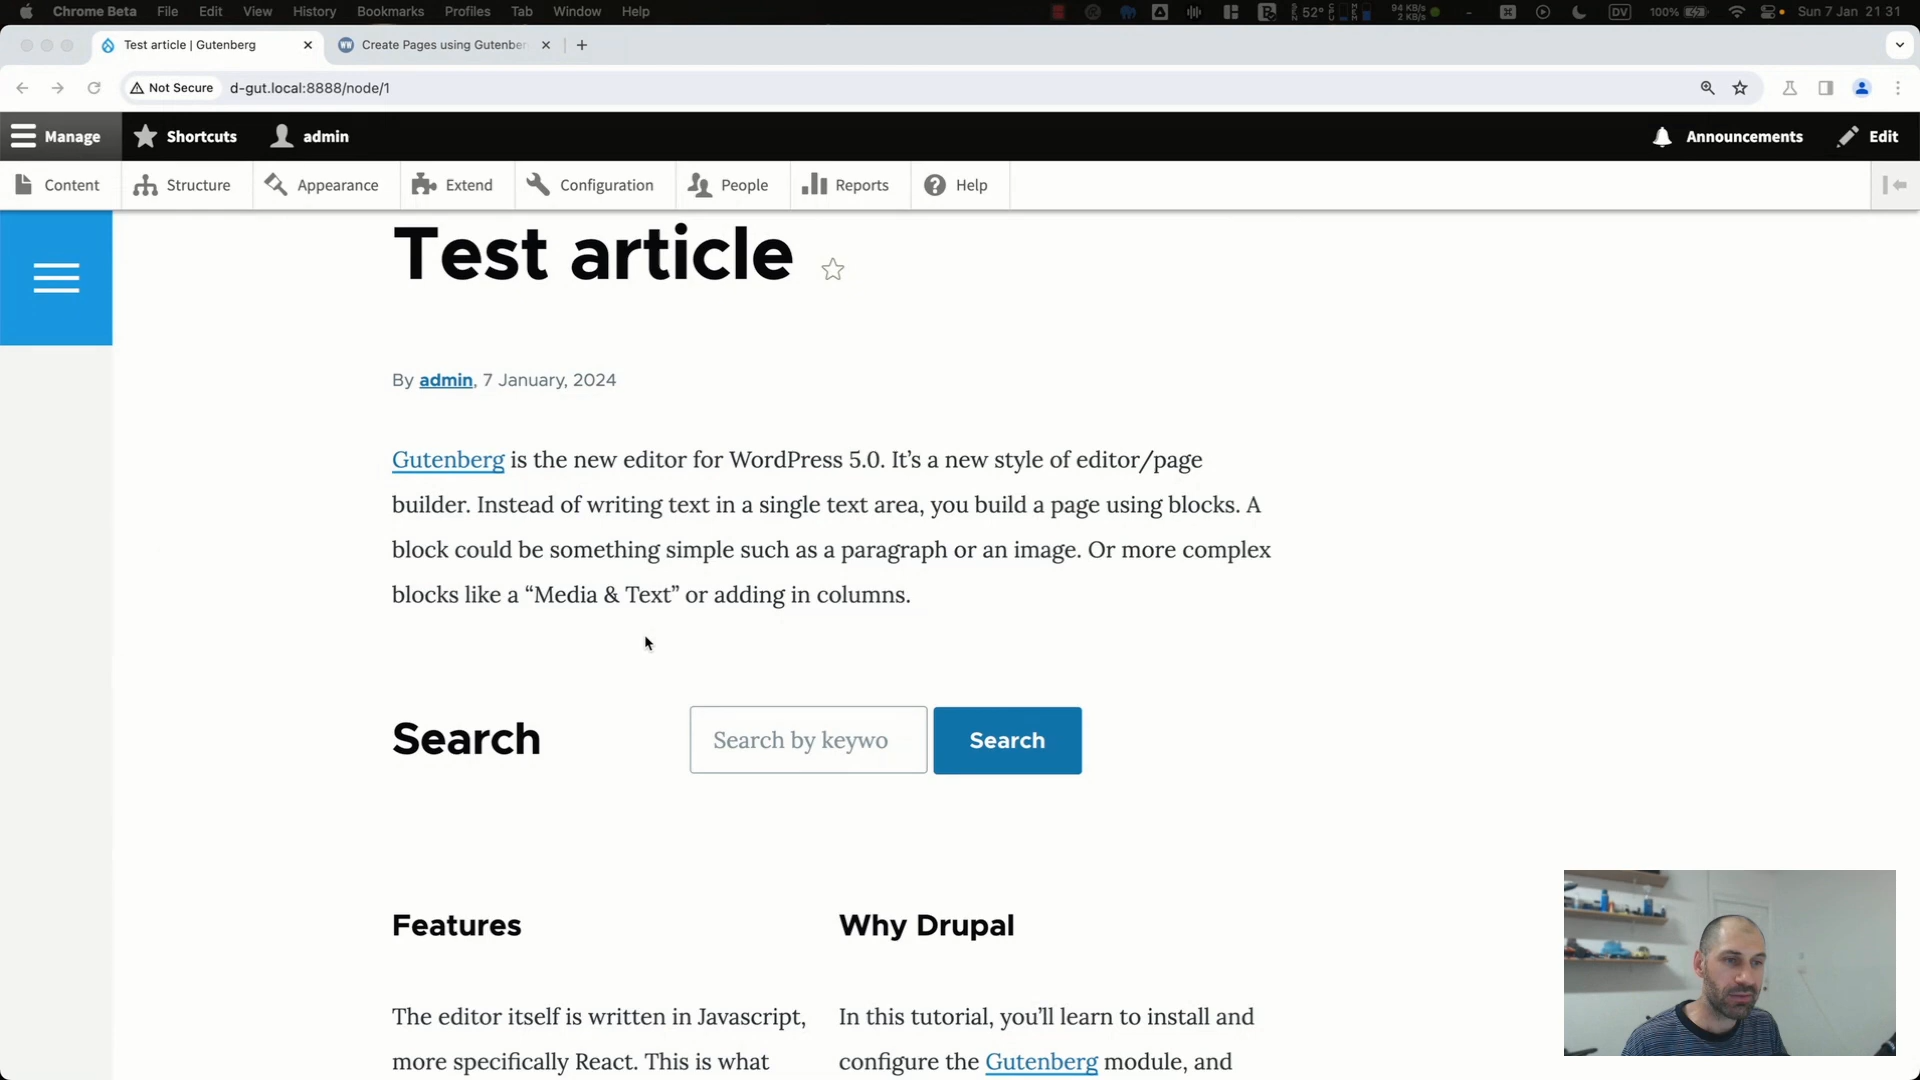 Chrome Beta File Edit View History Bookmarks Profiles Tab Window Help
52° 94 KB/s 2 KB/s DV 100% Sun 7 Jan 21 31
Test article | Gutenberg
Create Pages using Gutenber
Not Secure d-gut.local:8888/node/1
Manage Shortcuts admin Announcements Edit
Content Structure Appearance Extend Configuration People Reports Help
Test article
By admin, 7 January, 2024
Gutenberg is the new editor for WordPress 5.0. It’s a new style of editor/page
builder. Instead of writing text in a single text area, you build a page using blocks. A
block could be something simple such as a paragraph or an image. Or more complex
blocks like a “Media & Text” or adding in columns.
Search
Search by keywo
Search
Features
The editor itself is written in Javascript,
more specifically React. This is what
Why Drupal
In this tutorial, you’ll learn to install and
configure the Gutenberg module, and